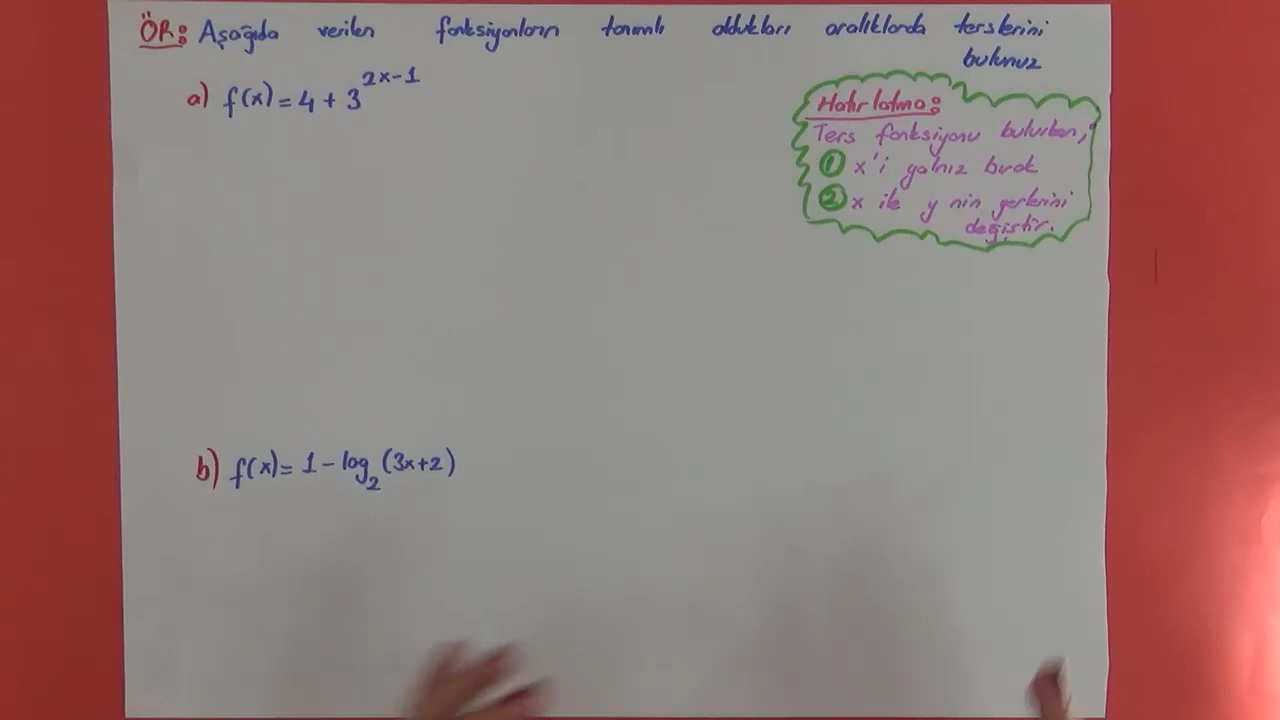 ÖR: Aşağıda verilen fonksiyonların tanımlı oldukları aralıklarda terslerini
bulunuz
a) f(x) = 4 + 3^(2x-1)
Hatırlatma:
Ters fonksiyonu bulurken;
① x'i yalnız bırak
② x ile y nin yerlerini
değiştir.
b) f(x) = 1 - log₂(3x+2)